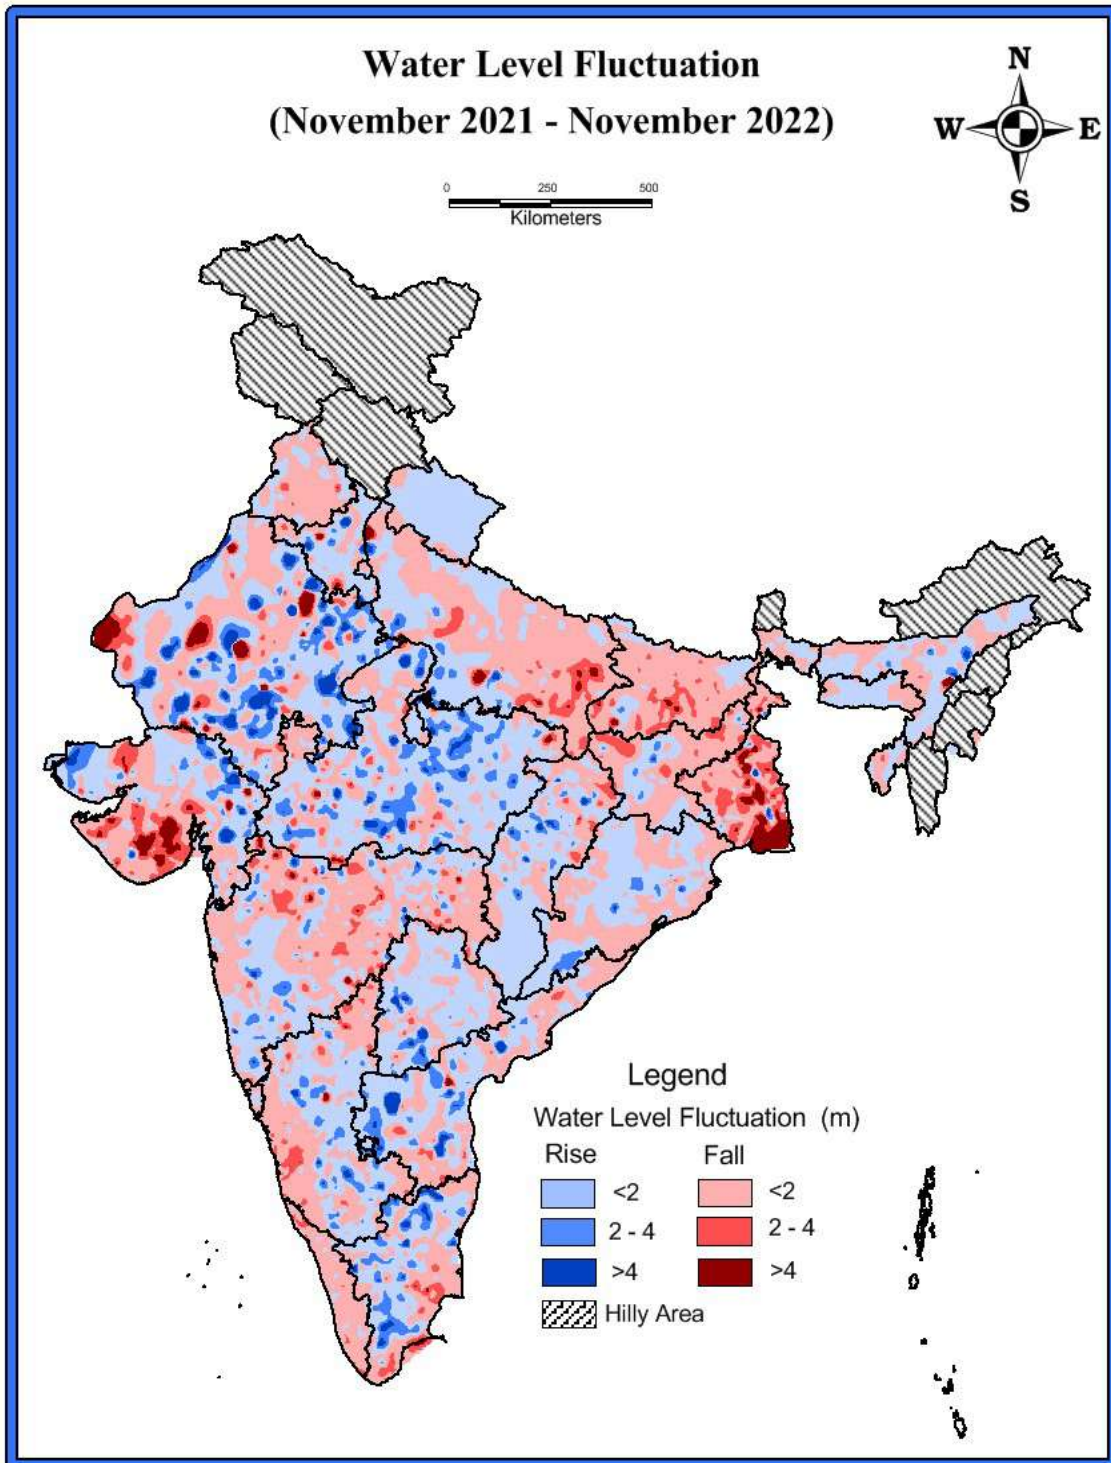 Water Level Fluctuation
(November 2021 - November 2022)
N
W E
S
0 250 500
Kilometers
Legend
Water Level Fluctuation (m)
Rise Fall
<2 <2
2 - 4 2 - 4
>4 >4
Hilly Area